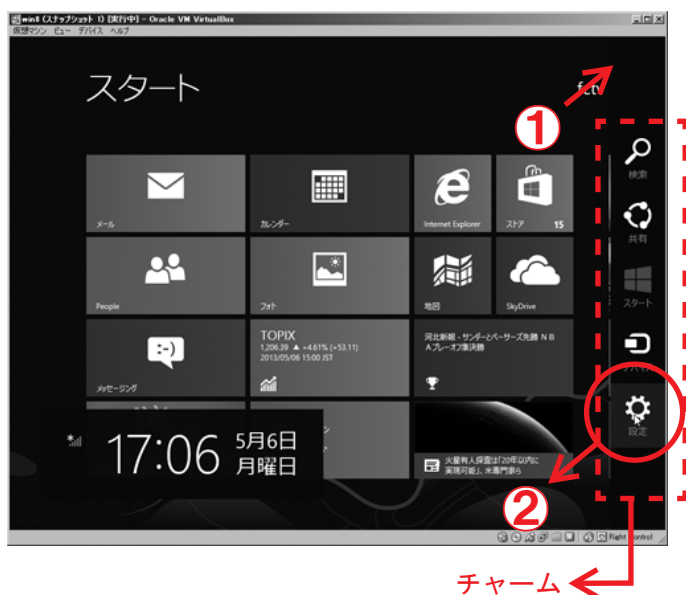 win8 (スナップショット 1) [実行中] - Oracle VM VirtualBox
仮想マシン ビュー デバイス ヘルプ
スタート
①
検索
メール
カレンダー
Internet Explorer
ストア 15
共有
People
フォト
地図
SkyDrive
スタート
TOPIX
1,206.39 ▲ +4.61% (+53.11)
2013/05/06 15:00 JST
河北新報 - サンダーとペーサーズ先勝 N B
A プレーオフ準決勝
メッセージング
17:06 5月6日
月曜日
火星有人探査は「20年以内に
実現可能」、米専門家ら
設定
②
Right Control
チャーム